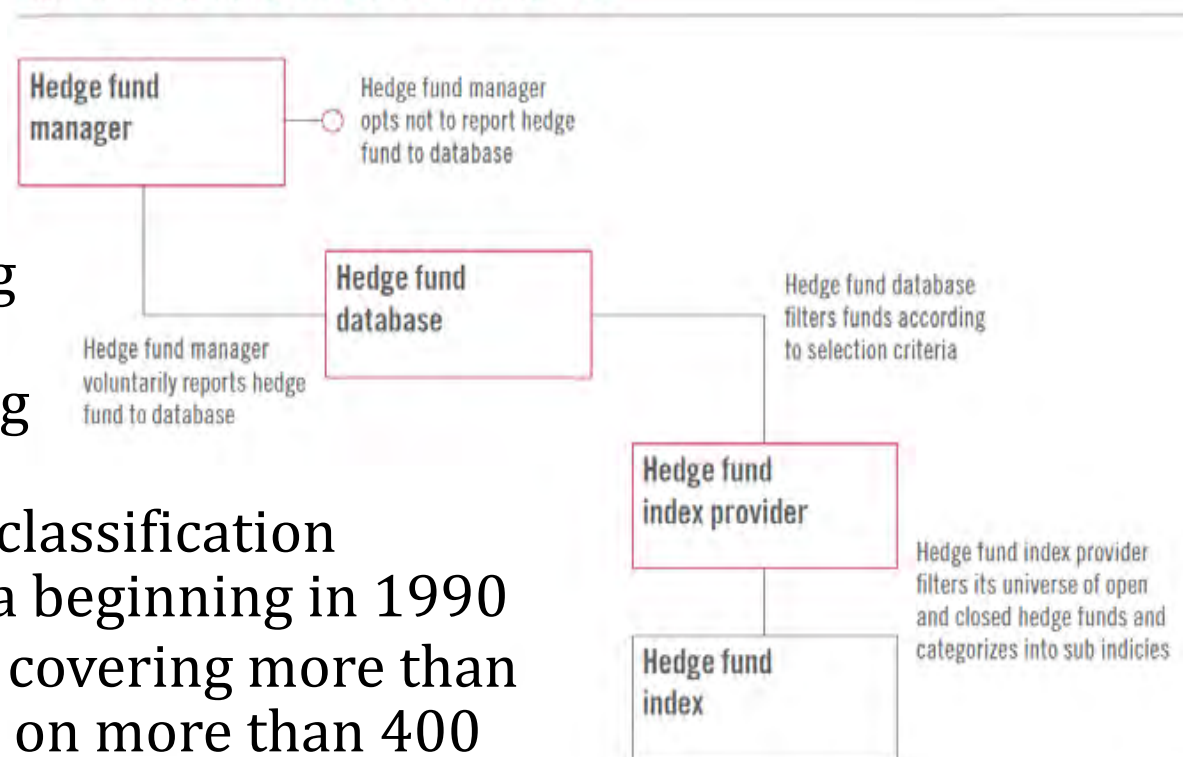 Hedge fund
manager
Hedge fund manager
opts not to report hedge
fund to database
Hedge fund
database
Hedge fund manager
voluntarily reports hedge
fund to database
Hedge fund database
filters funds according
to selection criteria
Hedge fund
index provider
Hedge fund index provider
filters its universe of open
and closed hedge funds and
categorizes into sub indicies
Hedge fund
index
g
g
classification
a beginning in 1990
covering more than
on more than 400